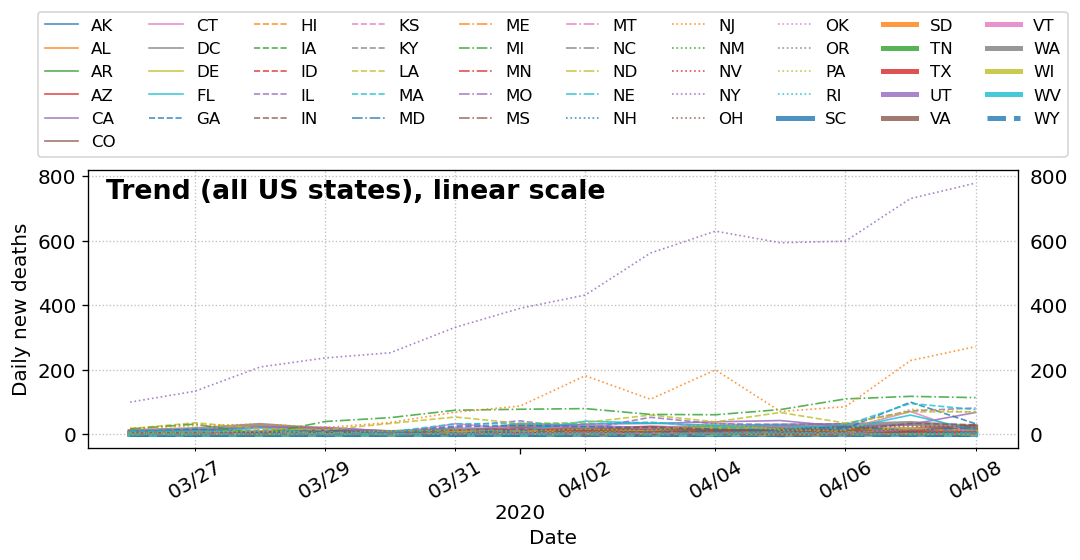 AK CT HI KS ME MT NJ OK SD VT
AL DC IA KY MI NC NM OR TN WA
AR DE ID LA MN ND NV PA TX WI
AZ FL IL MA MO NE NY RI UT WV
CA GA IN MD MS NH OH SC VA WY
CO
Trend (all US states), linear scale
800 800
600 600
400 400
200 200
0 0
Daily new deaths
03/27 03/29 03/31 04/02 04/04 04/06 04/08
2020
Date